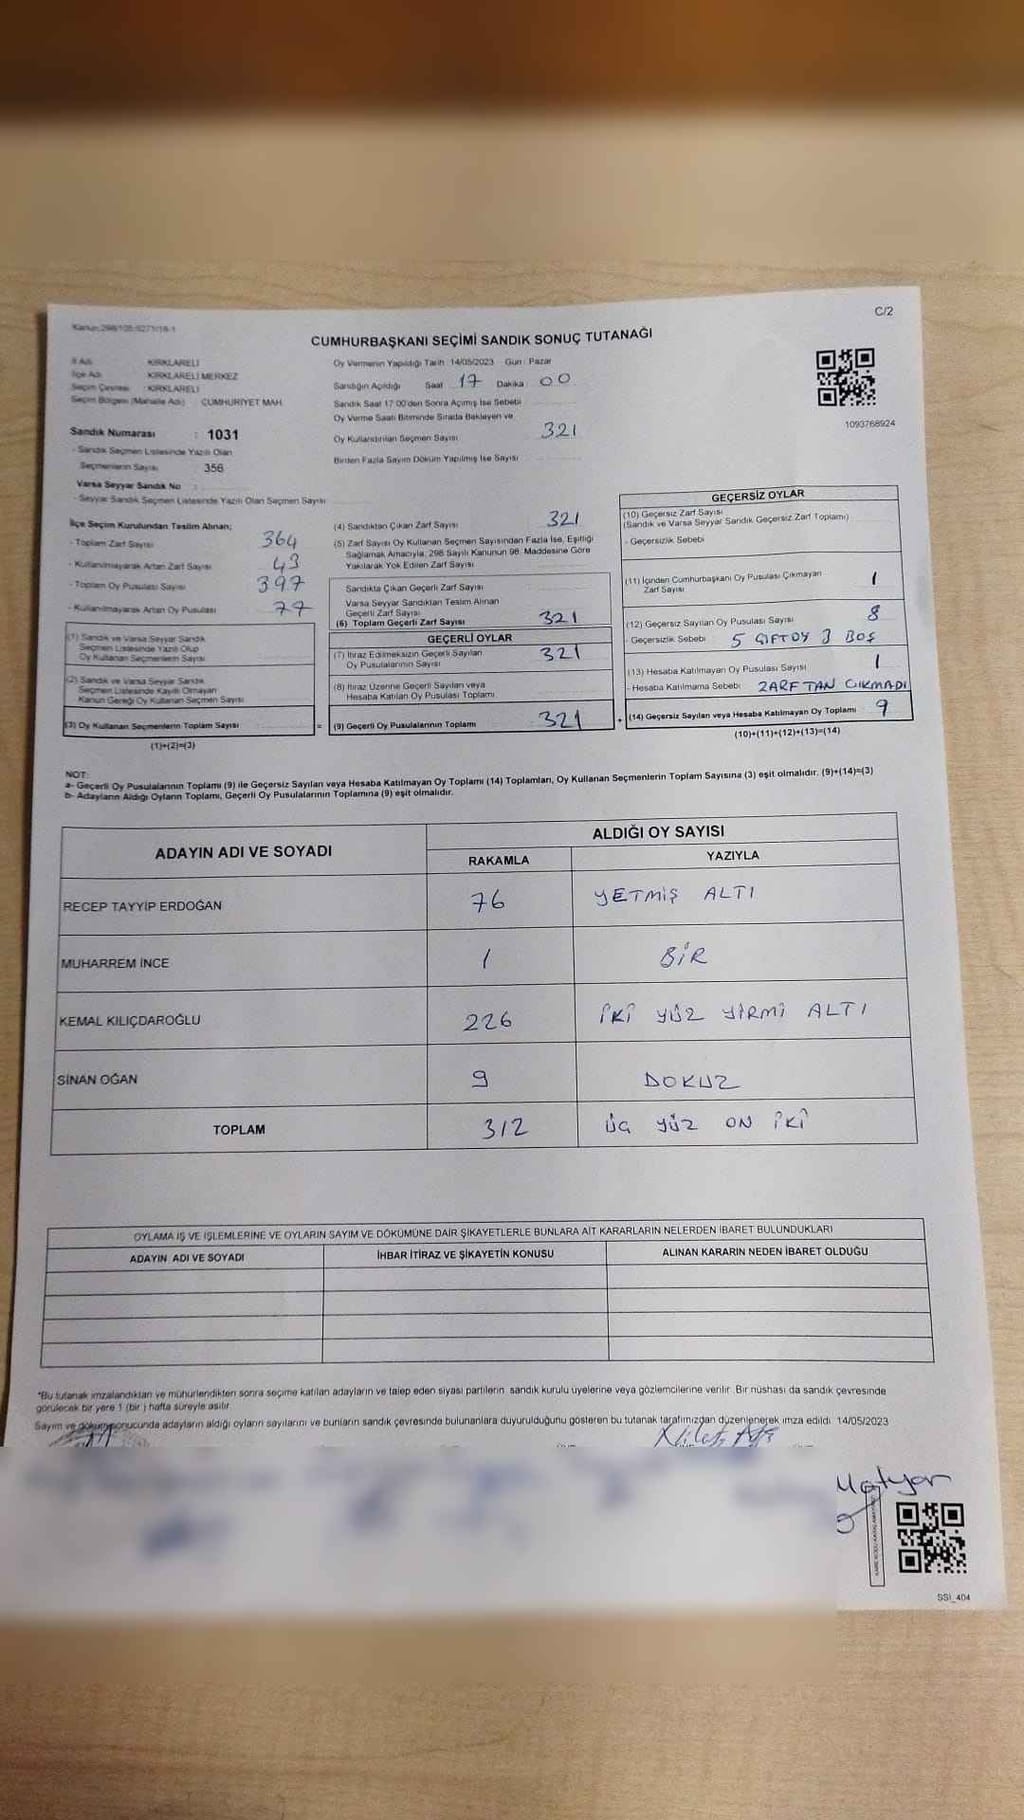 C/2
Kanun:298/105-6271/18-1
CUMHURBAŞKANI SEÇİMİ SANDIK SONUÇ TUTANAĞI
İl Adı KIRKLARELİ
İlçe Adı KIRKLARELİ MERKEZ
Seçim Çevresi : KIRKLARELİ
Seçim Bölgesi (Mahalle Adı) CUMHURİYET MAH.
Sandık Numarası : 1031
- Sandık Seçmen Listesinde Yazılı Olan
Seçmenlerin Sayısı 356
Varsa Seyyar Sandık No
- Seyyar Sandık Seçmen Listesinde Yazılı Olan Seçmen Sayısı
Oy Vermenin Yapıldığı Tarih 14/05/2023 Gün : Pazar
Sandığın Açıldığı Saat 17 Dakika 00
Sandık Saat 17:00'den Sonra Açımış İse Sebebi
Oy Verme Saati Bitiminde Sırada Bekleyen ve
Oy Kullandırılan Seçmen Sayısı 321
Birden Fazla Sayım Döküm Yapılmış İse Sayısı
1093768924
İlçe Seçim Kurulundan Teslim Alınan;
- Toplam Zarf Sayısı 364
- Kullanılmayarak Artan Zarf Sayısı 43
- Toplam Oy Pusulası Sayısı 397
- Kullanılmayarak Artan Oy Pusulası 77
(1) Sandık ve Varsa Seyyar Sandık
Seçmen Listesinde Yazılı Olup
Oy Kullanan Seçmenlerin Sayısı
(2) Sandık ve Varsa Seyyar Sandık
Seçmen Listesinde Kayıtlı Olmayan
Kanun Gereği Oy Kullanan Seçmen Sayısı
(3) Oy Kullanan Seçmenlerin Toplam Sayısı =
(1)+(2)=(3)
(4) Sandıktan Çıkan Zarf Sayısı 321
(5) Zarf Sayısı Oy Kullanan Seçmen Sayısından Fazla İse, Eşitliği
Sağlamak Amacıyla, 298 Sayılı Kanunun 98. Maddesine Göre
Yakılarak Yok Edilen Zarf Sayısı
Sandıkta Çıkan Geçerli Zarf Sayısı
Varsa Seyyar Sandıktan Teslim Alınan
Geçerli Zarf Sayısı
(6) Toplam Geçerli Zarf Sayısı 321
GEÇERLİ OYLAR
(7) İtiraz Edilmeksizin Geçerli Sayılan 321
Oy Pusulalarının Sayısı
(8) İtiraz Üzerine Geçerli Sayılan veya
Hesaba Katılan Oy Pusulası Toplamı
(9) Geçerli Oy Pusulalarının Toplamı 321 +
GEÇERSİZ OYLAR
(10) Geçersiz Zarf Sayısı
(Sandık ve Varsa Seyyar Sandık Geçersiz Zarf Toplamı)
- Geçersizlik Sebebi
(11) İçinden Cumhurbaşkanı Oy Pusulası Çıkmayan 1
Zarf Sayısı
(12) Geçersiz Sayılan Oy Pusulası Sayısı 8
- Geçersizlik Sebebi 5 ÇİFTOY 3 BOŞ
(13) Hesaba Katılmayan Oy Pusulası Sayısı 1
- Hesaba Katılmama Sebebi ZARFTAN ÇIKMADI
(14) Geçersiz Sayılan veya Hesaba Katılmayan Oy Toplamı 9
(10)+(11)+(12)+(13)=(14)
NOT:
a- Geçerli Oy Pusulalarının Toplamı (9) ile Geçersiz Sayılan veya Hesaba Katılmayan Oy Toplamı (14) Toplamları, Oy Kullanan Seçmenlerin Toplam Sayısına (3) eşit olmalıdır. (9)+(14)=(3)
b- Adayların Aldığı Oyların Toplamı, Geçerli Oy Pusulalarının Toplamına (9) eşit olmalıdır.
ADAYIN ADI VE SOYADI ALDIĞI OY SAYISI
RAKAMLA YAZIYLA
RECEP TAYYİP ERDOĞAN 76 YETMİŞ ALTI
MUHARREM İNCE 1 BİR
KEMAL KILIÇDAROĞLU 226 İKİ YÜZ YİRMİ ALTI
SİNAN OĞAN 9 DOKUZ
TOPLAM 312 ÜÇ YÜZ ON İKİ
OYLAMA İŞ VE İŞLEMLERİNE VE OYLARIN SAYIM VE DÖKÜMÜNE DAİR ŞİKAYETLERLE BUNLARA AİT KARARLARIN NELERDEN İBARET BULUNDUKLARI
ADAYIN ADI VE SOYADI İHBAR İTİRAZ VE ŞİKAYETİN KONUSU ALINAN KARARIN NEDEN İBARET OLDUĞU
*Bu tutanak imzalandıktan ve mühürlendikten sonra seçime katılan adayların ve talep eden siyasi partilerin sandık kurulu üyelerine veya gözlemcilerine verilir. Bir nüshası da sandık çevresinde
görülecek bir yere 1 (bir) hafta süreyle asılır.
Sayım ve döküm sonucunda adayların aldığı oyların sayılarını ve bunların sandık çevresinde bulunanlara duyurulduğunu gösteren bu tutanak tarafımızdan düzenlenerek imza edildi. 14/05/2023
SSI_404